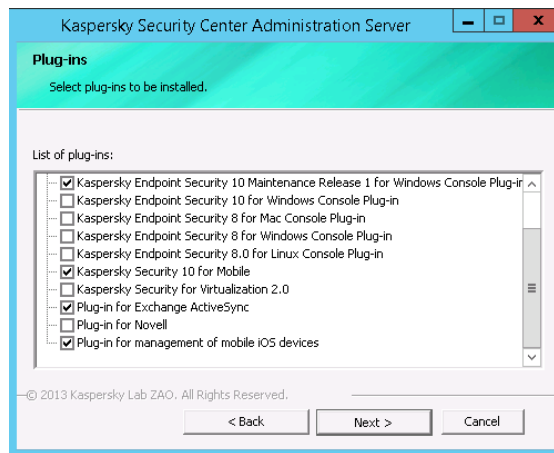 Kaspersky Security Center Administration Server
Plug-ins
Select plug-ins to be installed.
List of plug-ins:
Kaspersky Endpoint Security 10 Maintenance Release 1 for Windows Console Plug-in
Kaspersky Endpoint Security 10 for Windows Console Plug-in
Kaspersky Endpoint Security 8 for Mac Console Plug-in
Kaspersky Endpoint Security 8 for Windows Console Plug-in
Kaspersky Endpoint Security 8.0 for Linux Console Plug-in
Kaspersky Security 10 for Mobile
Kaspersky Security for Virtualization 2.0
Plug-in for Exchange ActiveSync
Plug-in for Novell
Plug-in for management of mobile iOS devices
© 2013 Kaspersky Lab ZAO. All Rights Reserved.
< Back Next > Cancel